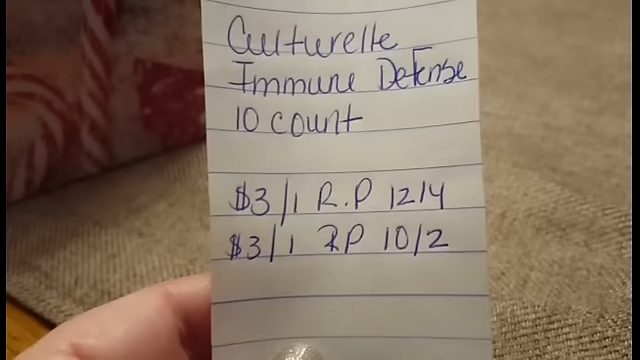 Culturelle
Immune Defense
10 count
$3/1 R.P 12/4
$3/1 RP 10/2